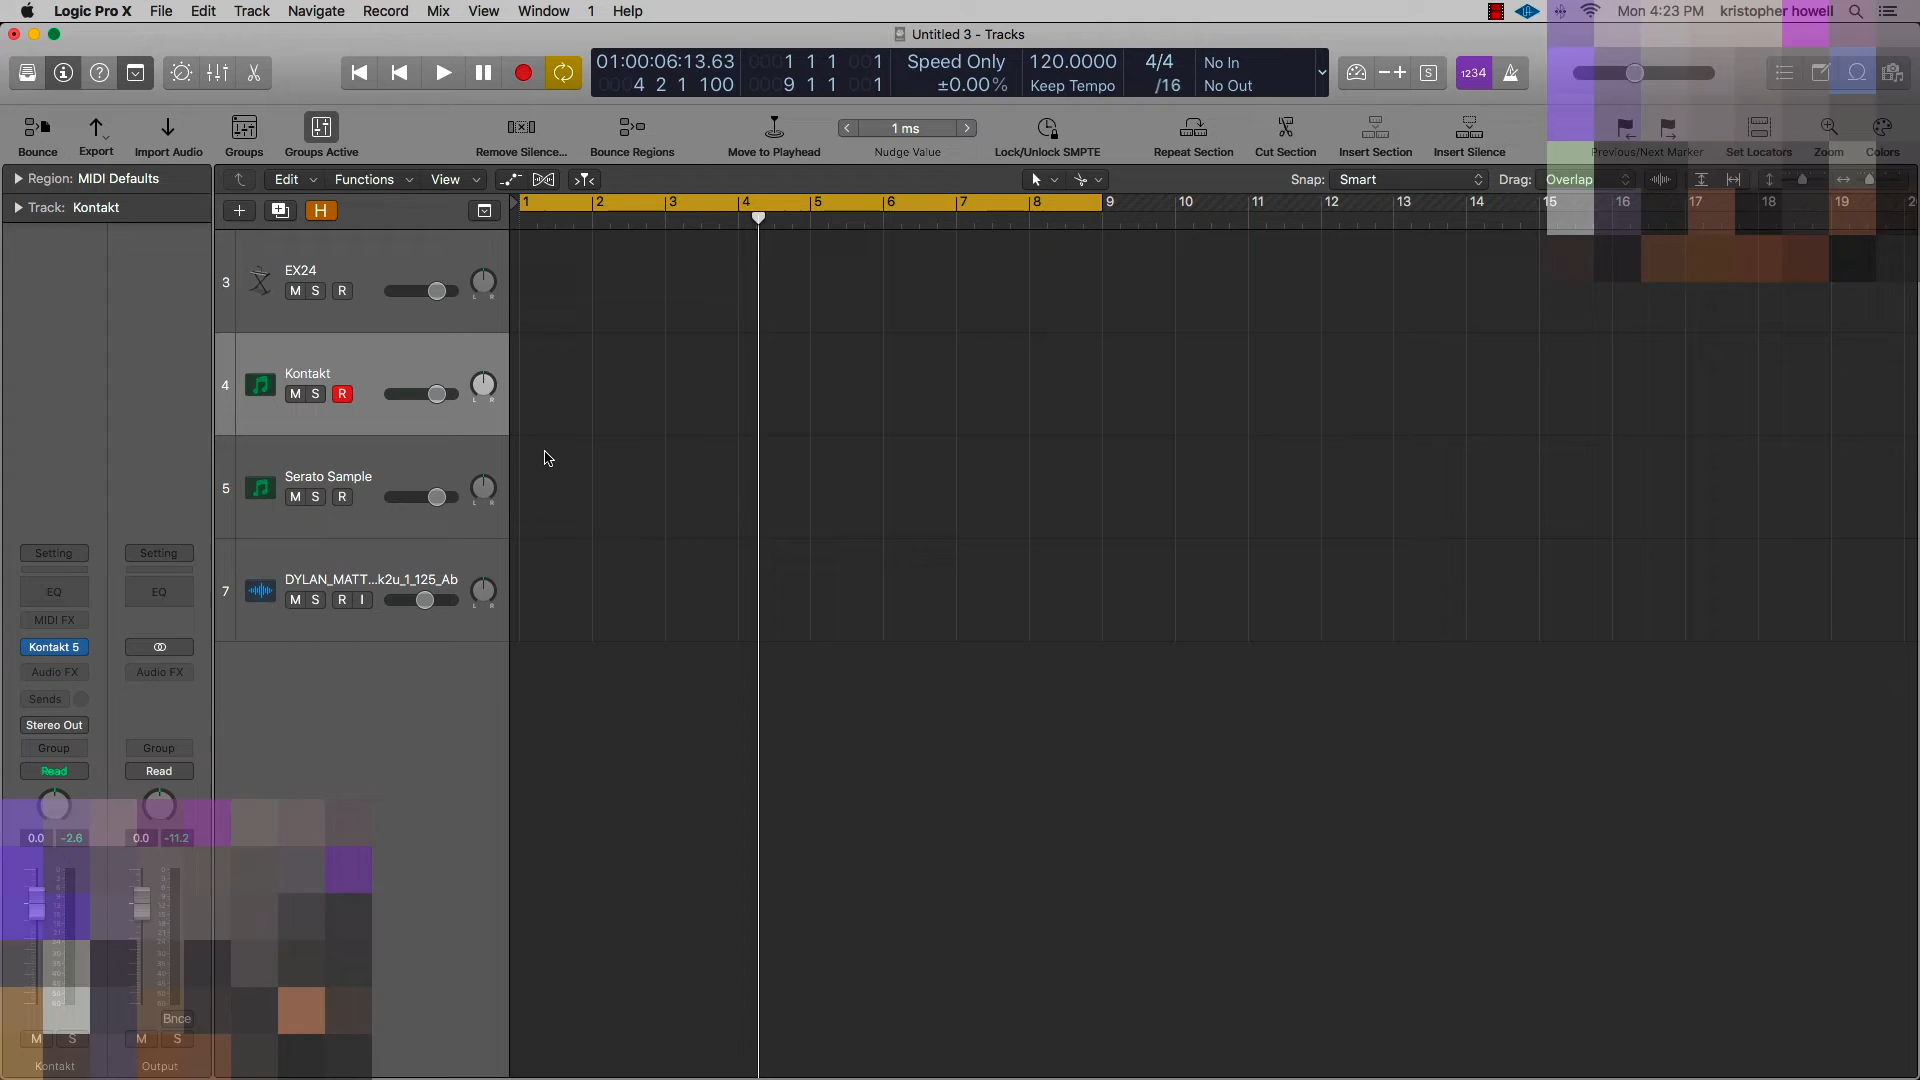 Logic Pro X File Edit Track Navigate Record Mix View Window 1 Help
Mon 4:23 PM kristopher howell
Untitled 3 - Tracks
01:00:06:13.63 1 1 1 1 Speed Only 120.0000 4/4 No In
4 2 1 100 9 1 1 1 ±0.00% Keep Tempo /16 No Out
S 1234
1 ms
Bounce Export Import Audio Groups Groups Active Remove Silence... Bounce Regions Move to Playhead Nudge Value Lock/Unlock SMPTE Repeat Section Cut Section Insert Section Insert Silence Previous/Next Marker Set Locators Zoom Colors
Region: MIDI Defaults
Edit Functions View Snap: Smart Drag: Overlap
Track: Kontakt
H
1 2 3 4 5 6 7 8 9 10 11 12 13 14 15 16 17 18 19
3 EX24
M S R
L R
4 Kontakt
M S R
L R
5 Serato Sample
M S R
L R
7 DYLAN_MATT...k2u_1_125_Ab
M S R I
L R
Setting Setting
EQ EQ
MIDI FX
Kontakt 5
Audio FX Audio FX
Sends
Stereo Out
Group Group
Read Read
0.0 -2.6 0.0 -11.2
Bnce
M S M S
Kontakt Output